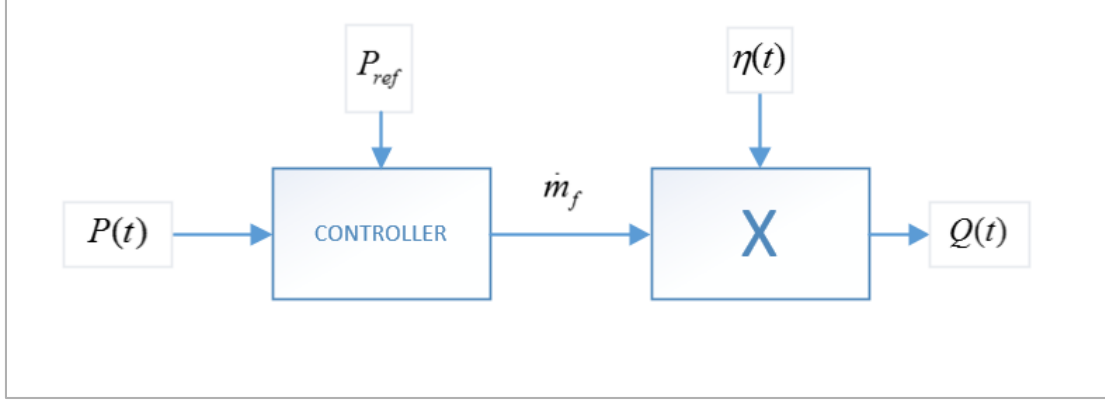 P_ref
η(t)
ṁ_f
P(t)
CONTROLLER
X
Q(t)